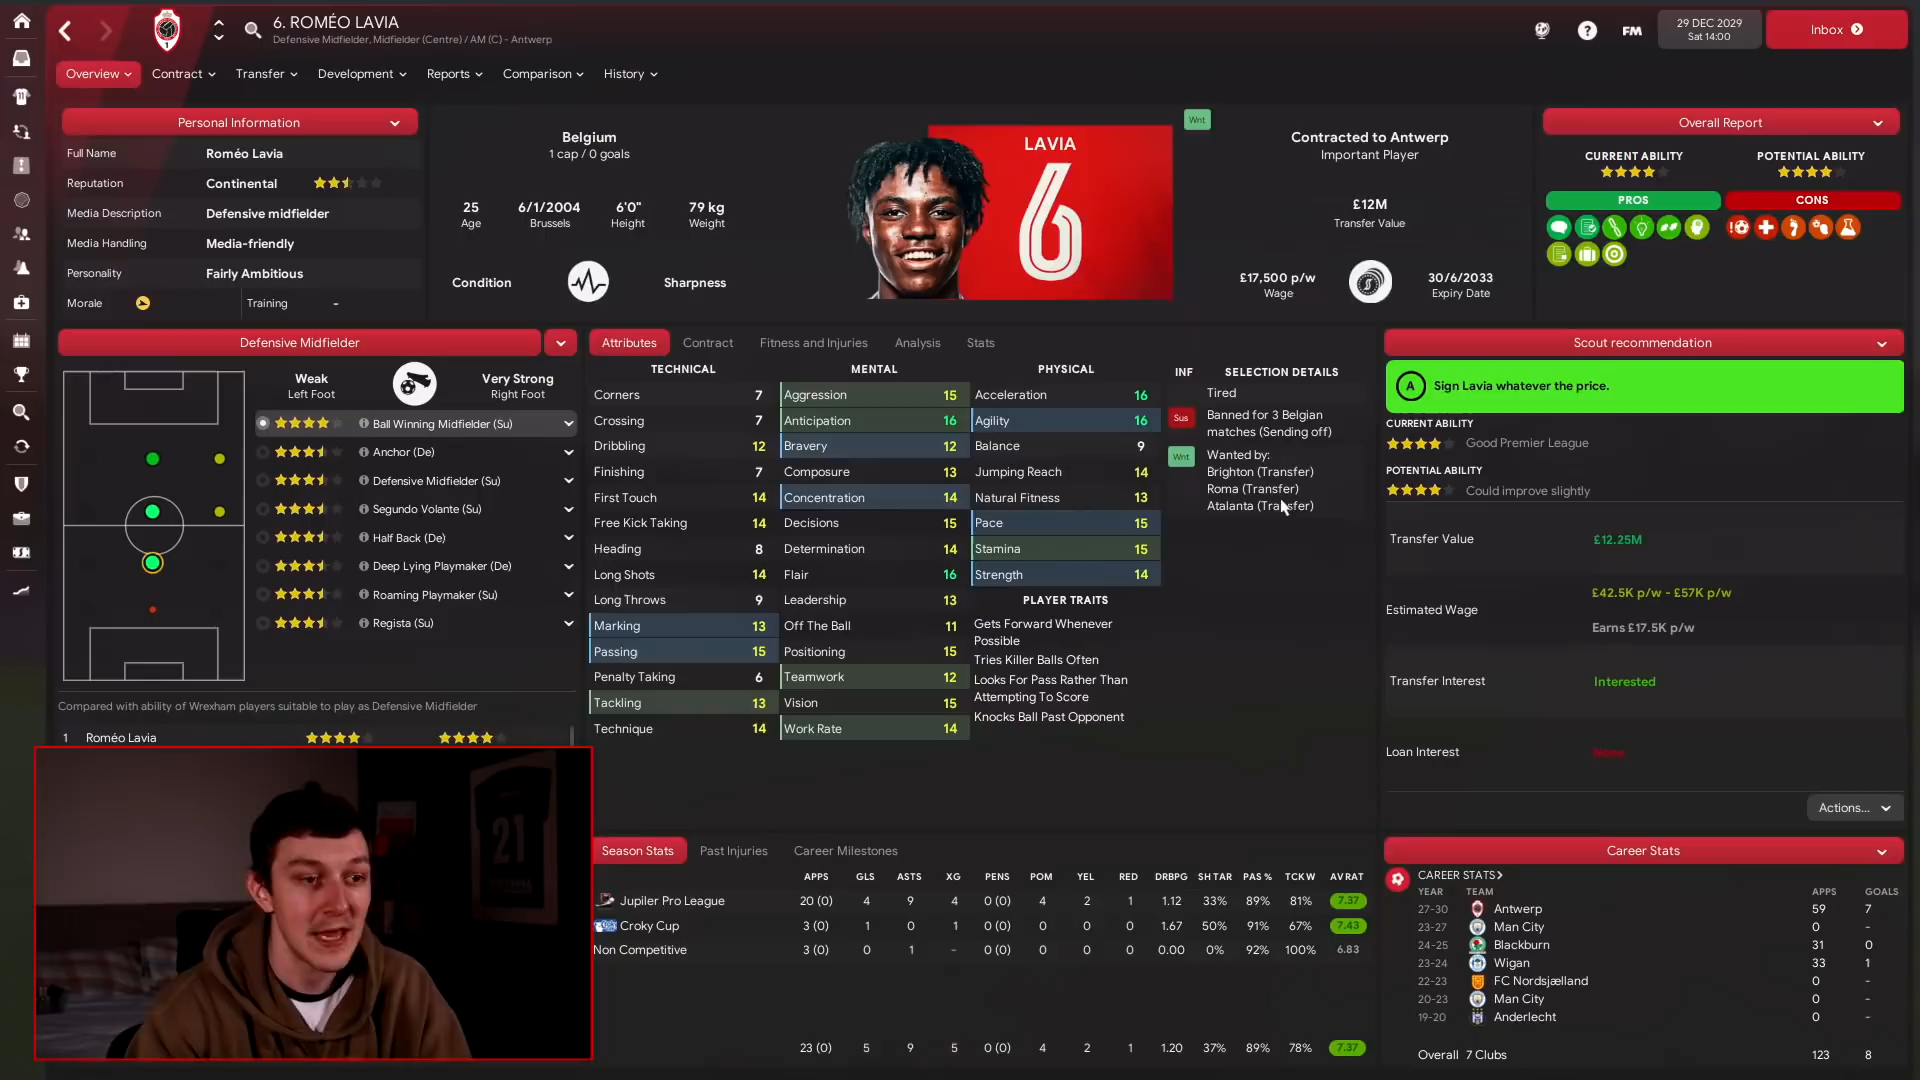 6. ROMÉO LAVIA
Defensive Midfielder, Midfielder (Centre) / AM (C) - Antwerp
FM
29 DEC 2029
Sat 14:00
Inbox
Overview
Contract
Transfer
Development
Reports
Comparison
History
Personal Information
Full Name Roméo Lavia
Reputation Continental
Media Description Defensive midfielder
Media Handling Media-friendly
Personality Fairly Ambitious
Morale
Training -
Belgium
1 cap / 0 goals
25 6/1/2004 6'0" 79 kg
Age Brussels Height Weight
Condition
Sharpness
LAVIA
6
Wnt
Contracted to Antwerp
Important Player
£12M
Transfer Value
£17,500 p/w
Wage
30/6/2033
Expiry Date
Overall Report
CURRENT ABILITY
POTENTIAL ABILITY
PROS
CONS
Defensive Midfielder
Weak
Left Foot
Very Strong
Right Foot
Ball Winning Midfielder (Su)
Anchor (De)
Defensive Midfielder (Su)
Segundo Volante (Su)
Half Back (De)
Deep Lying Playmaker (De)
Roaming Playmaker (Su)
Regista (Su)
Compared with ability of Wrexham players suitable to play as Defensive Midfielder
1 Roméo Lavia
Attributes
Contract
Fitness and Injuries
Analysis
Stats
TECHNICAL
Corners 7
Crossing 7
Dribbling 12
Finishing 7
First Touch 14
Free Kick Taking 14
Heading 8
Long Shots 14
Long Throws 9
Marking 13
Passing 15
Penalty Taking 6
Tackling 13
Technique 14
MENTAL
Aggression 15
Anticipation 16
Bravery 12
Composure 13
Concentration 14
Decisions 15
Determination 14
Flair 16
Leadership 13
Off The Ball 11
Positioning 15
Teamwork 12
Vision 15
Work Rate 14
PHYSICAL
Acceleration 16
Agility 16
Balance 9
Jumping Reach 14
Natural Fitness 13
Pace 15
Stamina 15
Strength 14
PLAYER TRAITS
Gets Forward Whenever
Possible
Tries Killer Balls Often
Looks For Pass Rather Than
Attempting To Score
Knocks Ball Past Opponent
INF SELECTION DETAILS
Tired
Sus Banned for 3 Belgian
matches (Sending off)
Wnt Wanted by:
Brighton (Transfer)
Roma (Transfer)
Atalanta (Transfer)
Scout recommendation
A Sign Lavia whatever the price.
CURRENT ABILITY
Good Premier League
POTENTIAL ABILITY
Could improve slightly
Transfer Value £12.25M
Estimated Wage £42.5K p/w - £57K p/w
Earns £17.5K p/w
Transfer Interest Interested
Loan Interest None
Actions...
21
Season Stats
Past Injuries
Career Milestones
APPS GLS ASTS XG PENS POM YEL RED DRBPG SH TAR PAS % TCK W AV RAT
Jupiler Pro League 20 (0) 4 9 4 0 (0) 4 2 1 1.12 33% 89% 81% 7.37
Croky Cup 3 (0) 1 0 1 0 (0) 0 0 0 1.67 50% 91% 67% 7.43
Non Competitive 3 (0) 0 1 - 0 (0) 0 0 0 0.00 0% 92% 100% 6.83
23 (0) 5 9 5 0 (0) 4 2 1 1.20 37% 89% 78% 7.37
Career Stats
CAREER STATS
YEAR TEAM APPS GOALS
27-30 Antwerp 59 7
23-27 Man City 0 -
24-25 Blackburn 31 0
23-24 Wigan 33 1
22-23 FC Nordsjælland 0 -
20-23 Man City 0 -
19-20 Anderlecht 0 -
Overall 7 Clubs 123 8